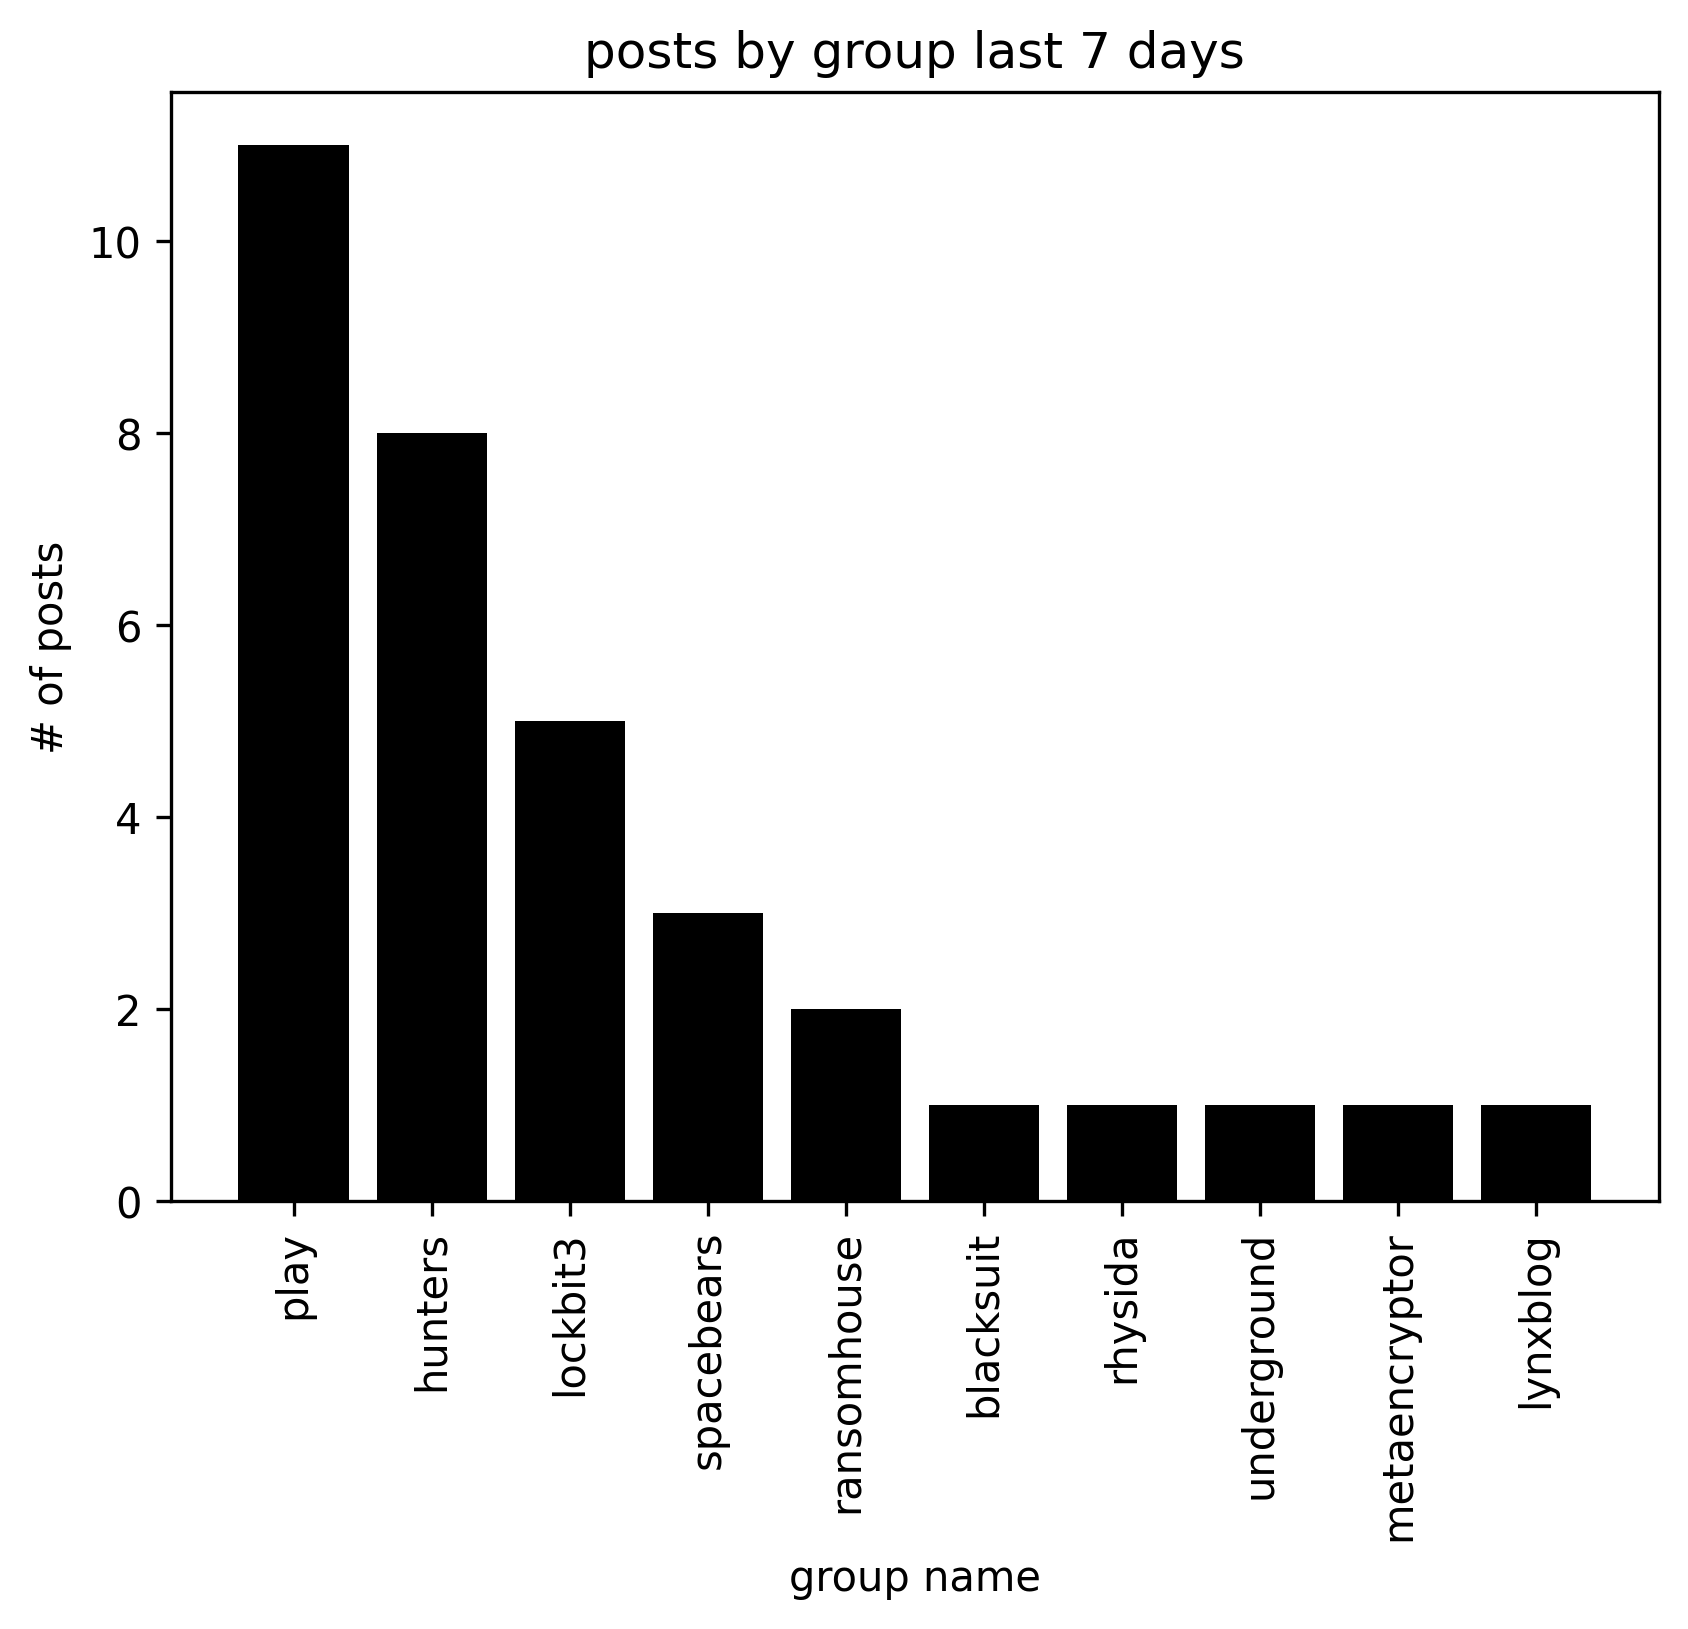 posts by group last 7 days
# of posts
10
8
6
4
2
0
play
hunters
lockbit3
spacebears
ransomhouse
blacksuit
rhysida
underground
metaencryptor
lynxblog
group name